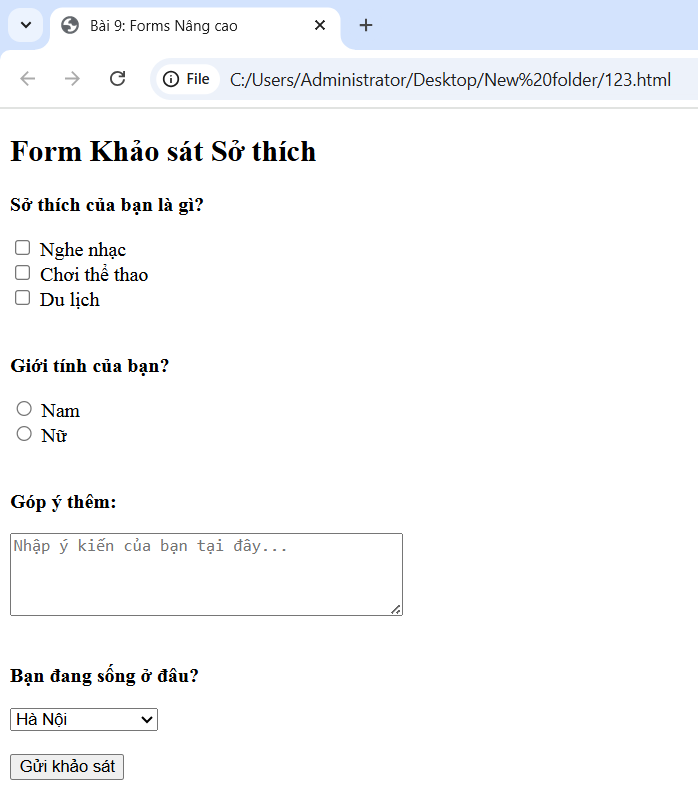 Bài 9: Forms Nâng cao
File
C:/Users/Administrator/Desktop/New%20folder/123.html
Form Khảo sát Sở thích
Sở thích của bạn là gì?
Nghe nhạc
Chơi thể thao
Du lịch
Giới tính của bạn?
Nam
Nữ
Góp ý thêm:
Nhập ý kiến của bạn tại đây...
Bạn đang sống ở đâu?
Hà Nội
Gửi khảo sát